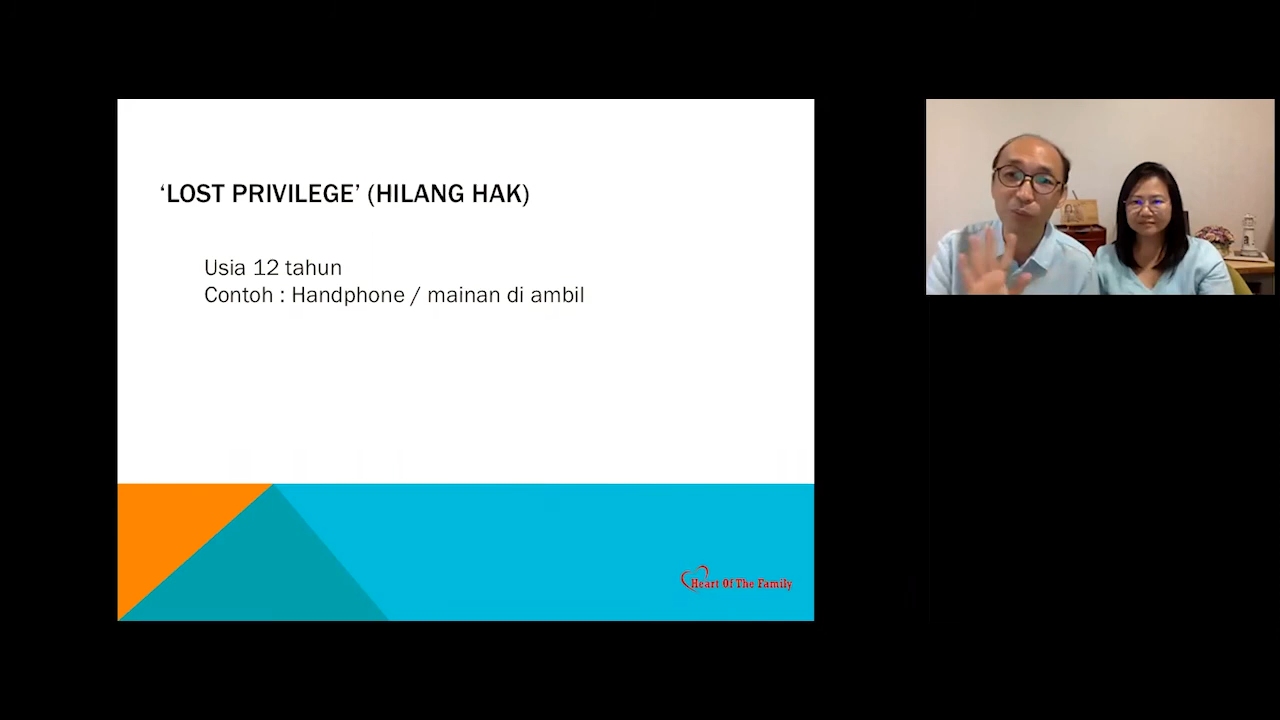 ‘LOST PRIVILEGE’ (HILANG HAK)
Usia 12 tahun
Contoh : Handphone / mainan di ambil
Heart Of The Family